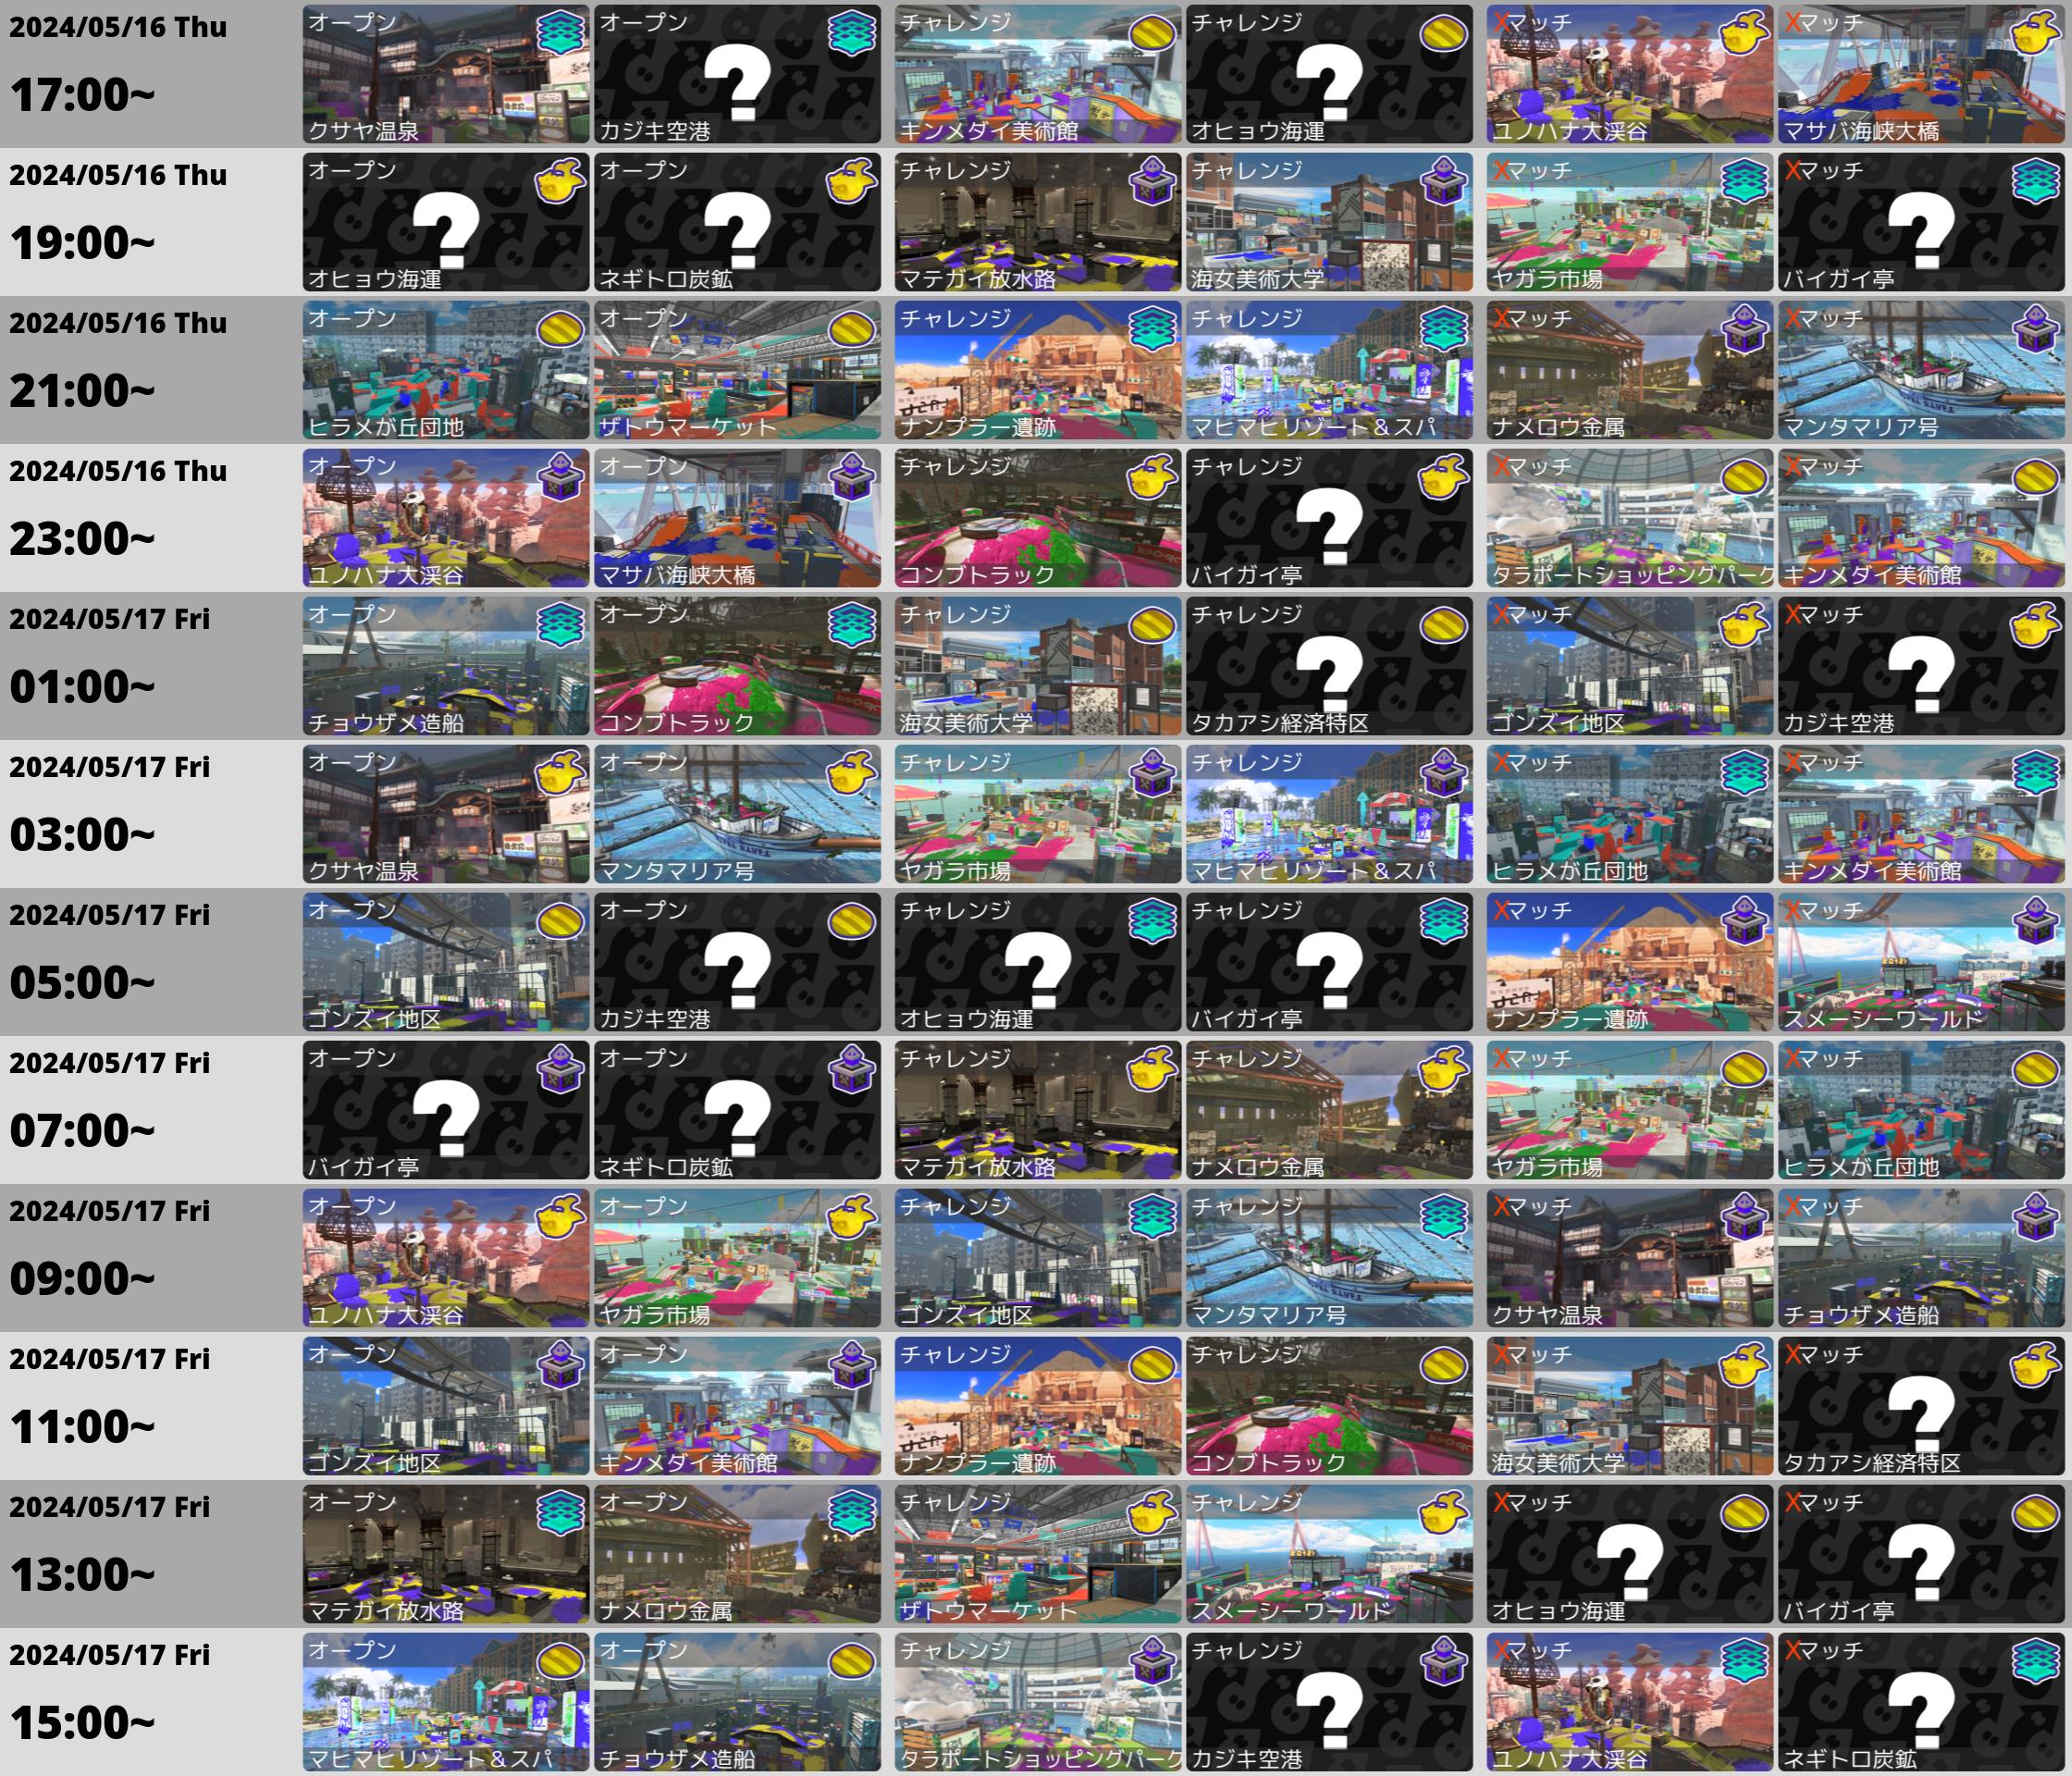 2024/05/16 Thu
17:00~
オープン
クサヤ温泉
オープン
カジキ空港
チャレンジ
キンメダイ美術館
チャレンジ
オヒョウ海運
Xマッチ
ユノハナ大渓谷
Xマッチ
マサバ海峡大橋
2024/05/16 Thu
19:00~
オープン
オヒョウ海運
オープン
ネギトロ炭鉱
チャレンジ
マテガイ放水路
チャレンジ
海女美術大学
Xマッチ
ヤガラ市場
Xマッチ
バイガイ亭
2024/05/16 Thu
21:00~
オープン
ヒラメが丘団地
オープン
ザトウマーケット
チャレンジ
ナンプラー遺跡
チャレンジ
マヒマヒリゾート＆スパ
Xマッチ
ナメロウ金属
Xマッチ
マンタマリア号
2024/05/16 Thu
23:00~
オープン
ユノハナ大渓谷
オープン
マサバ海峡大橋
チャレンジ
コンブトラック
チャレンジ
バイガイ亭
Xマッチ
タラポートショッピングパーク
Xマッチ
キンメダイ美術館
2024/05/17 Fri
01:00~
オープン
チョウザメ造船
オープン
コンブトラック
チャレンジ
海女美術大学
チャレンジ
タカアシ経済特区
Xマッチ
ゴンズイ地区
Xマッチ
カジキ空港
2024/05/17 Fri
03:00~
オープン
クサヤ温泉
オープン
マンタマリア号
チャレンジ
ヤガラ市場
チャレンジ
マヒマヒリゾート＆スパ
Xマッチ
ヒラメが丘団地
Xマッチ
キンメダイ美術館
2024/05/17 Fri
05:00~
オープン
ゴンズイ地区
オープン
カジキ空港
チャレンジ
オヒョウ海運
チャレンジ
バイガイ亭
Xマッチ
ナンプラー遺跡
Xマッチ
スメーシーワールド
2024/05/17 Fri
07:00~
オープン
バイガイ亭
オープン
ネギトロ炭鉱
チャレンジ
マテガイ放水路
チャレンジ
ナメロウ金属
Xマッチ
ヤガラ市場
Xマッチ
ヒラメが丘団地
2024/05/17 Fri
09:00~
オープン
ユノハナ大渓谷
オープン
ヤガラ市場
チャレンジ
ゴンズイ地区
チャレンジ
マンタマリア号
Xマッチ
クサヤ温泉
Xマッチ
チョウザメ造船
2024/05/17 Fri
11:00~
オープン
ゴンズイ地区
オープン
キンメダイ美術館
チャレンジ
ナンプラー遺跡
チャレンジ
コンブトラック
Xマッチ
海女美術大学
Xマッチ
タカアシ経済特区
2024/05/17 Fri
13:00~
オープン
マテガイ放水路
オープン
ナメロウ金属
チャレンジ
ザトウマーケット
チャレンジ
スメーシーワールド
Xマッチ
オヒョウ海運
Xマッチ
バイガイ亭
2024/05/17 Fri
15:00~
オープン
マヒマヒリゾート＆スパ
オープン
チョウザメ造船
チャレンジ
タラポートショッピングパーク
チャレンジ
カジキ空港
Xマッチ
ユノハナ大渓谷
Xマッチ
ネギトロ炭鉱